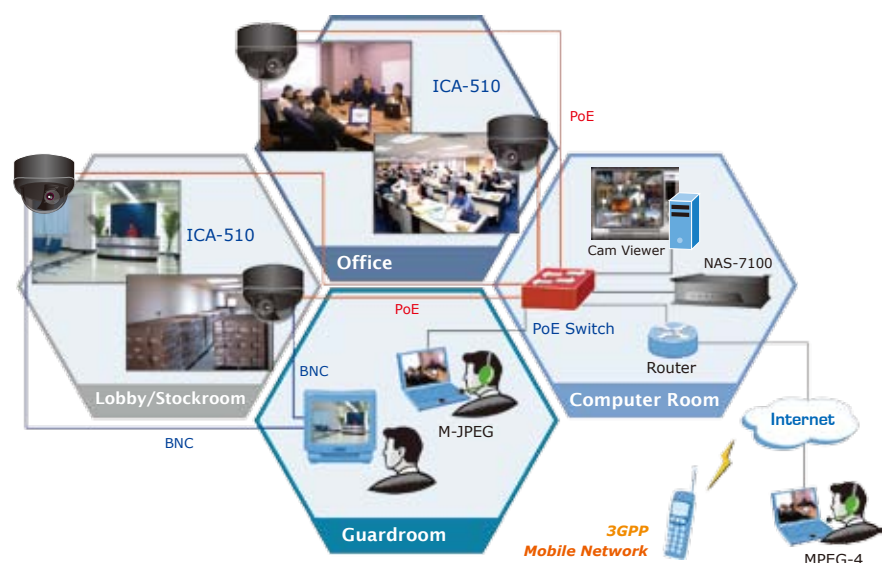 ICA-510
PoE
Office
ICA-510
Lobby/Stockroom
PoE
BNC
BNC
Cam Viewer
NAS-7100
PoE Switch
Router
Computer Room
M-JPEG
Guardroom
Internet
3GPP
Mobile Network
MPEG-4